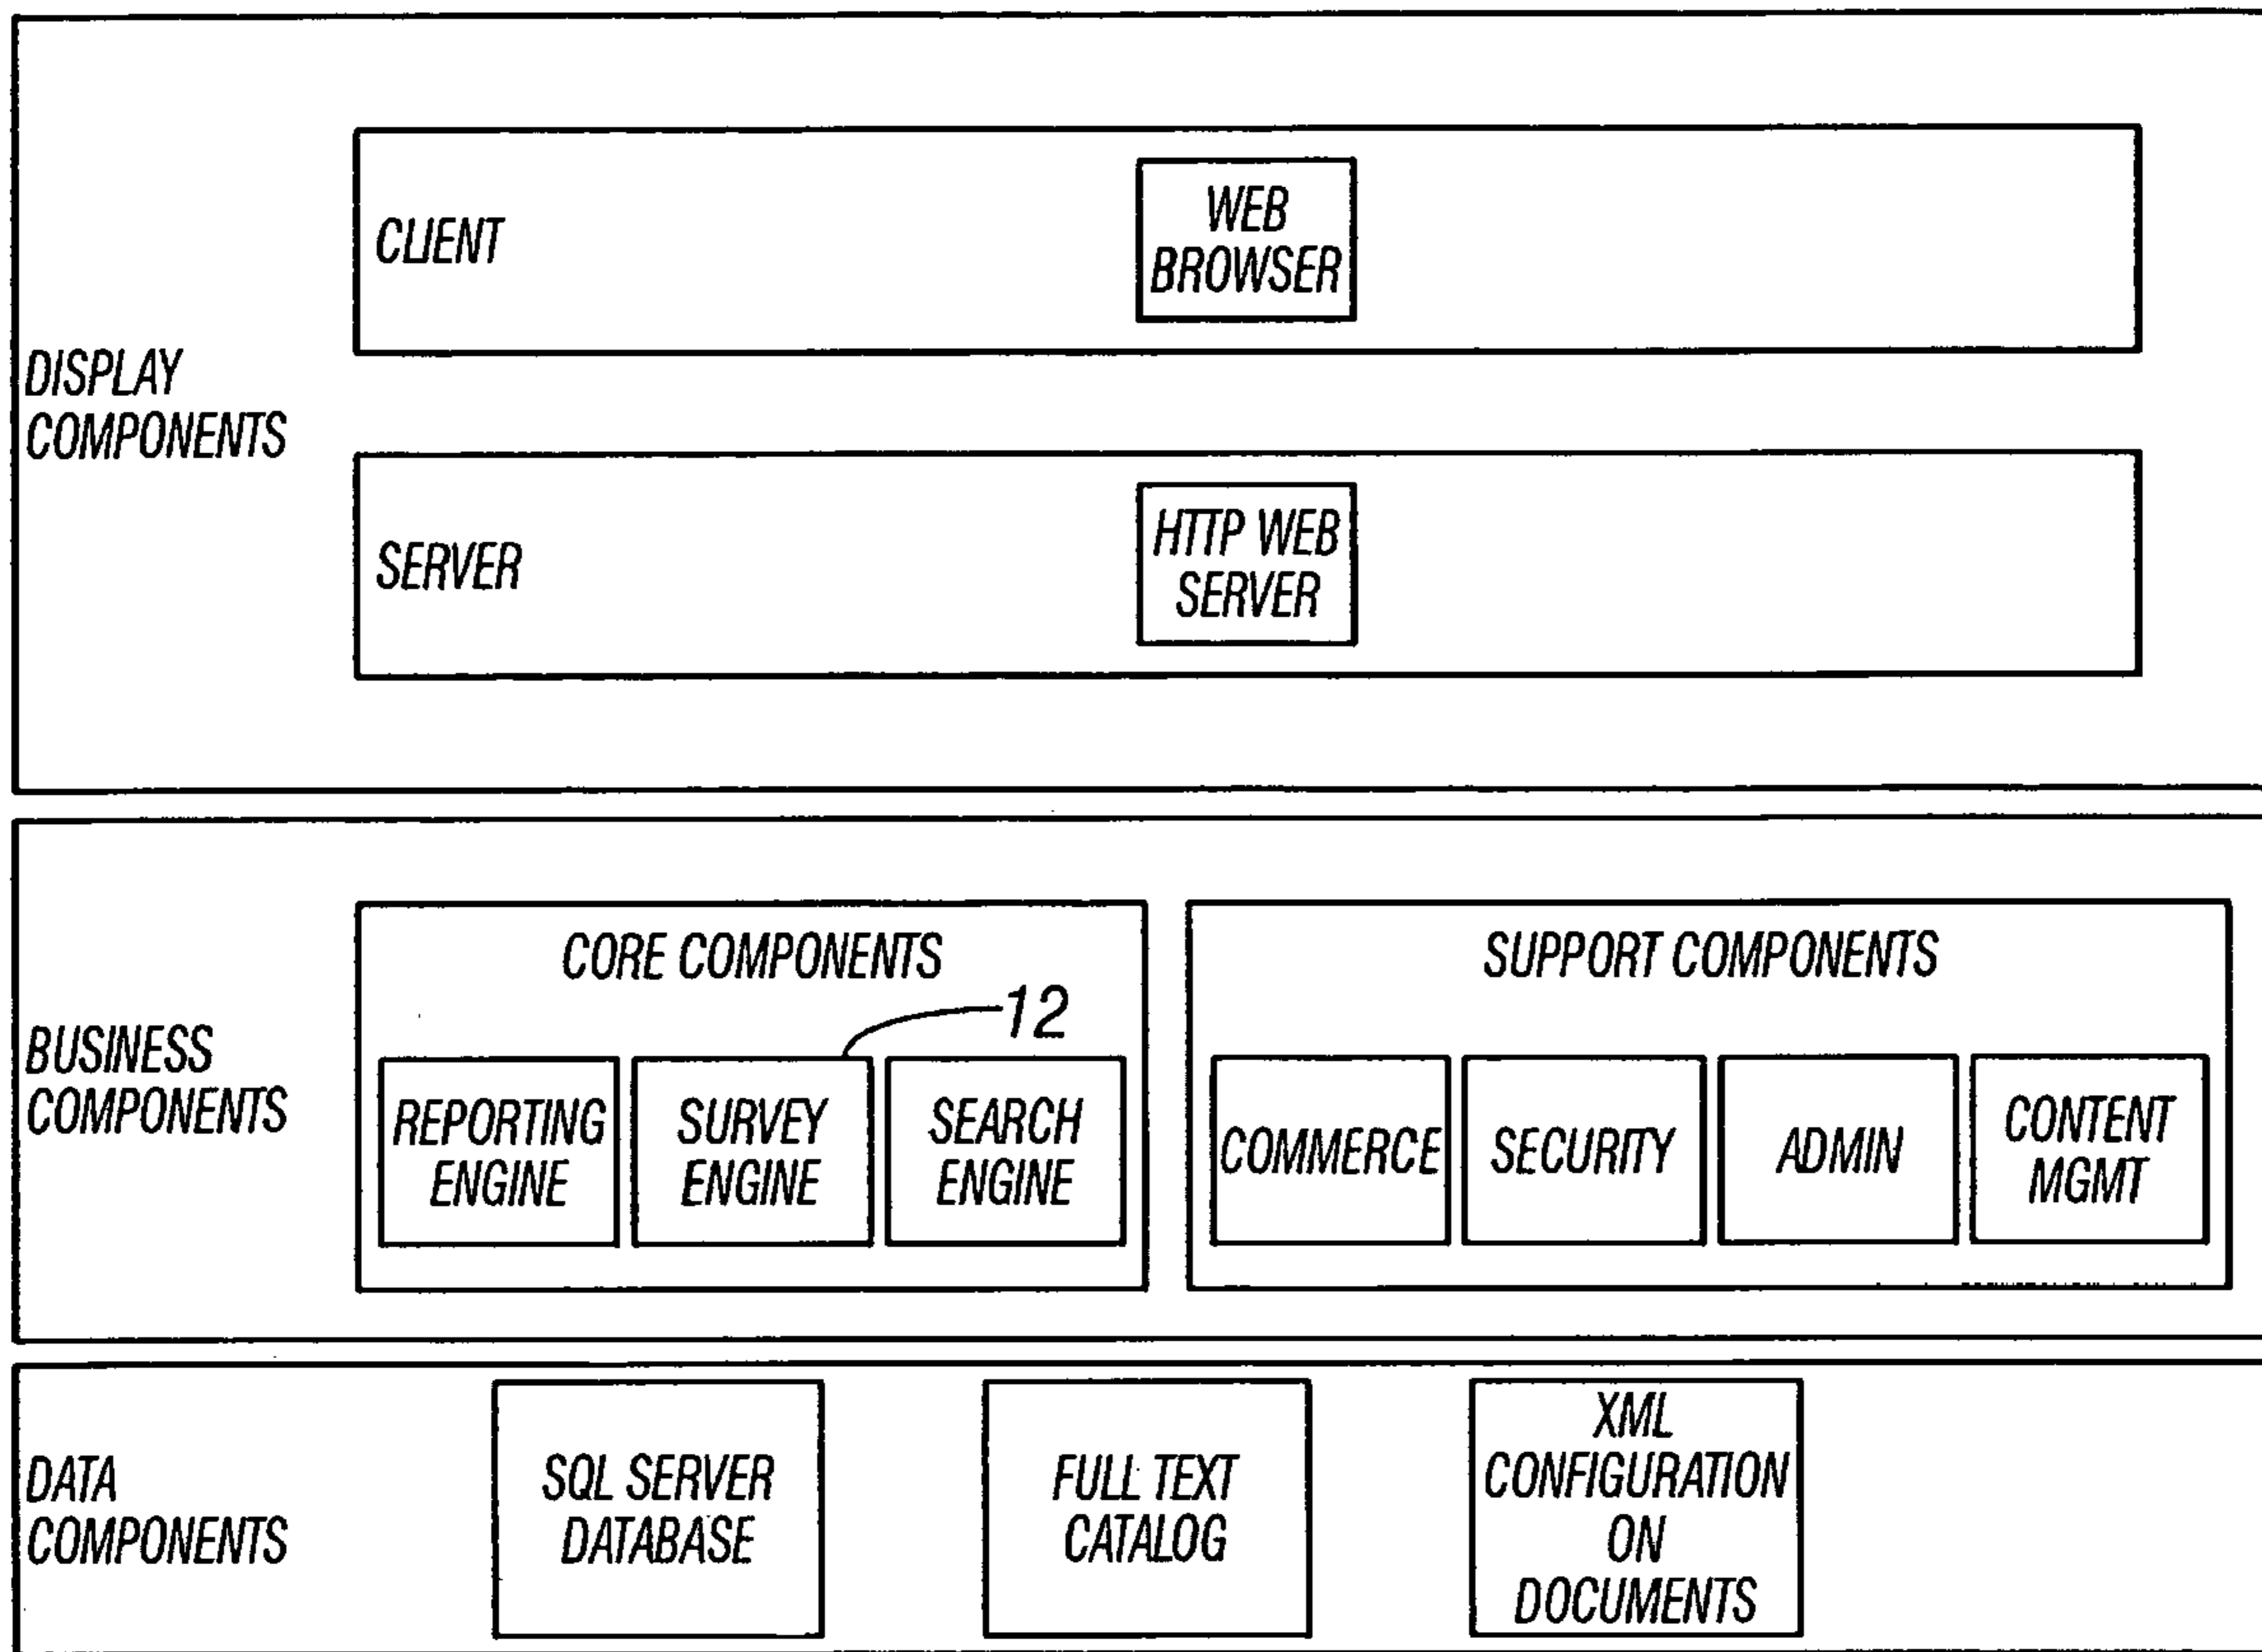 DISPLAY
COMPONENTS
CLIENT
WEB
BROWSER
SERVER
HTTP WEB
SERVER
BUSINESS
COMPONENTS
CORE COMPONENTS
12
REPORTING
ENGINE
SURVEY
ENGINE
SEARCH
ENGINE
SUPPORT COMPONENTS
COMMERCE
SECURITY
ADMIN
CONTENT
MGMT
DATA
COMPONENTS
SQL SERVER
DATABASE
FULL TEXT
CATALOG
XML
CONFIGURATION
ON
DOCUMENTS